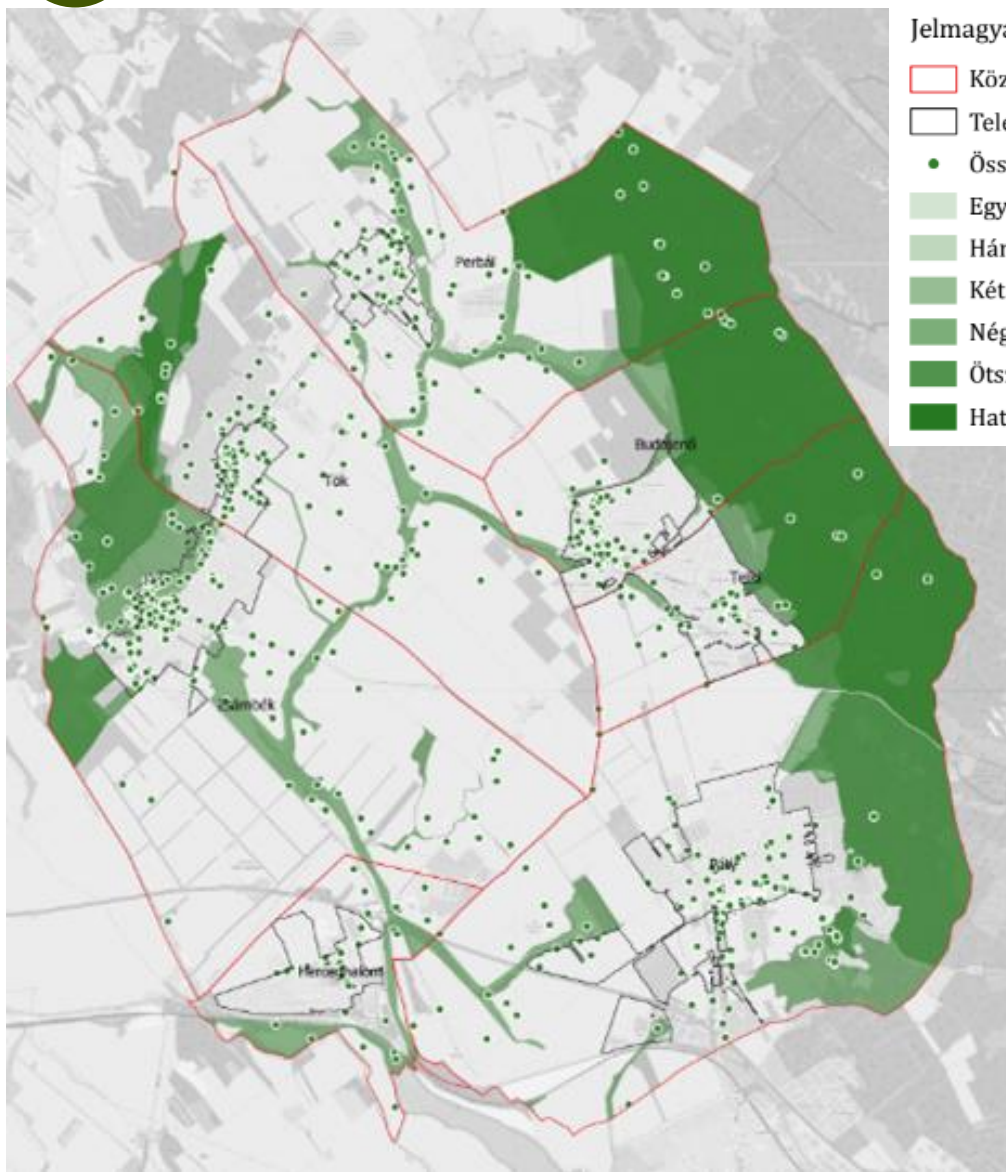 Jelmagya
Köz
Tele
Öss
Egy
Hár
Két
Nég
Ötsz
Hat
Perbál
Budajenő
Tök
Telki
Zsámbék
Páty
Herceghalom